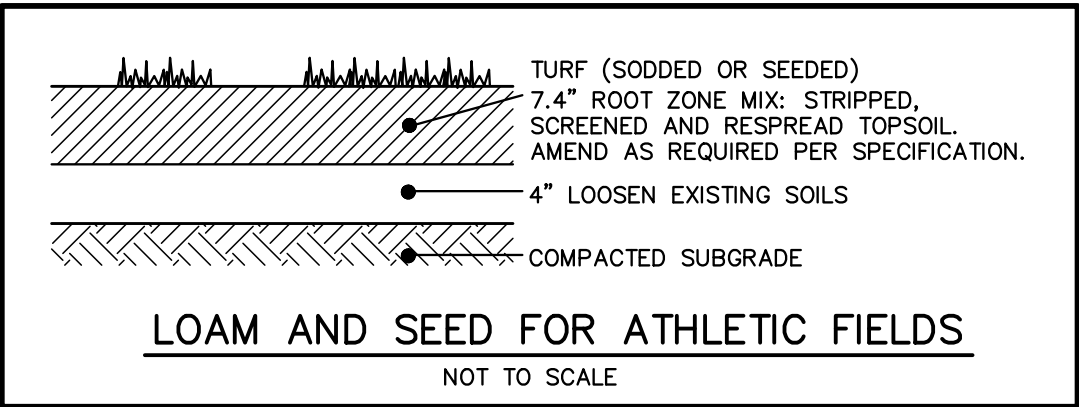 TURF (SODDED OR SEEDED)
7.4" ROOT ZONE MIX: STRIPPED,
SCREENED AND RESPREAD TOPSOIL.
AMEND AS REQUIRED PER SPECIFICATION.
4" LOOSEN EXISTING SOILS
COMPACTED SUBGRADE
LOAM AND SEED FOR ATHLETIC FIELDS
NOT TO SCALE